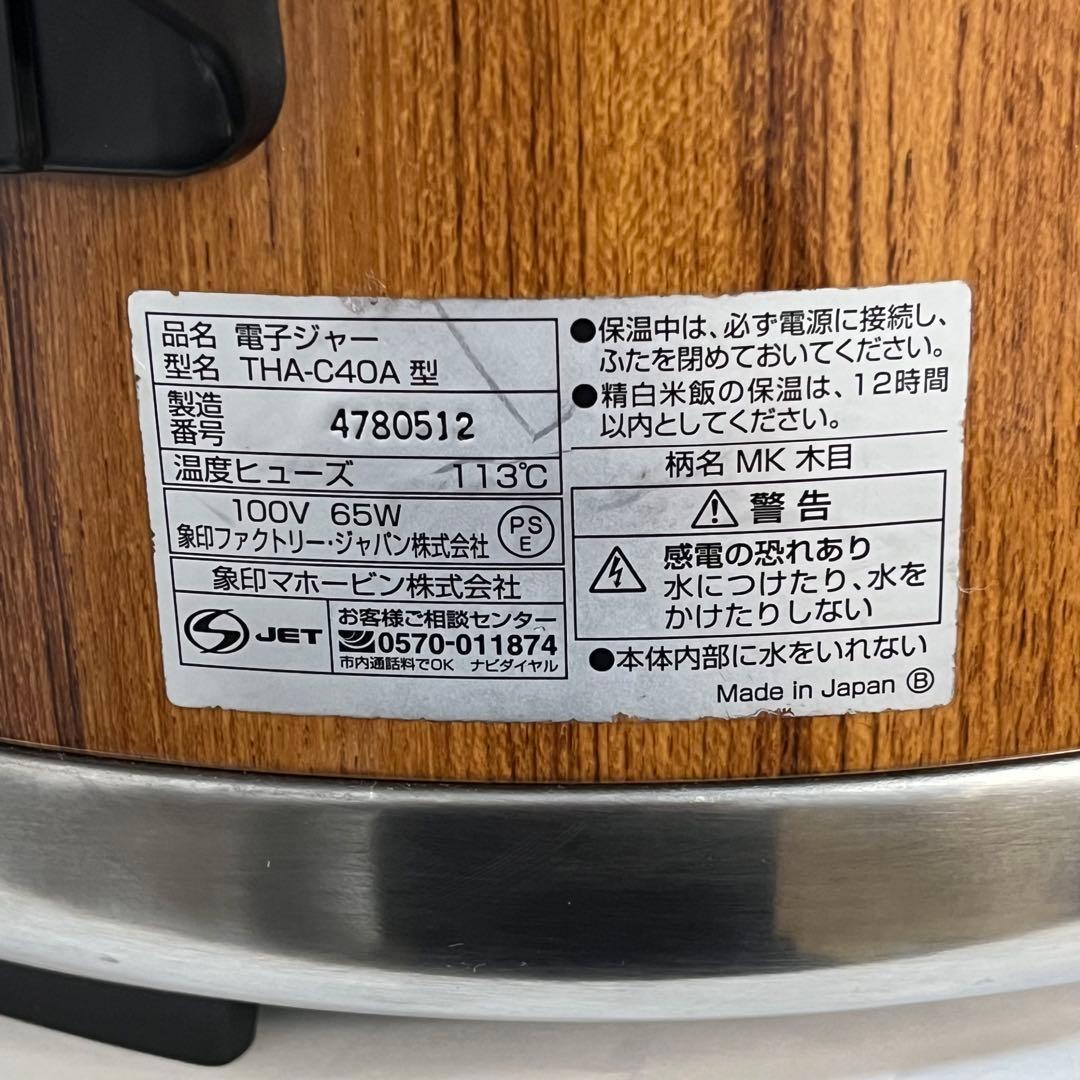 品名 電子ジャー
型名 THA-C40A 型
製造
番号 4780512
温度ヒューズ 113℃
100V 65W
象印ファクトリー・ジャパン株式会社
PS
E
象印マホービン株式会社
S JET
お客様ご相談センター
0570-011874
市内通話料でOK ナビダイヤル
●保温中は、必ず電源に接続し、
ふたを閉めておいてください。
●精白米飯の保温は、12時間
以内としてください。
柄名 MK 木目
警告
感電の恐れあり
水につけたり、水を
かけたりしない
●本体内部に水をいれない
Made in Japan Ⓑ